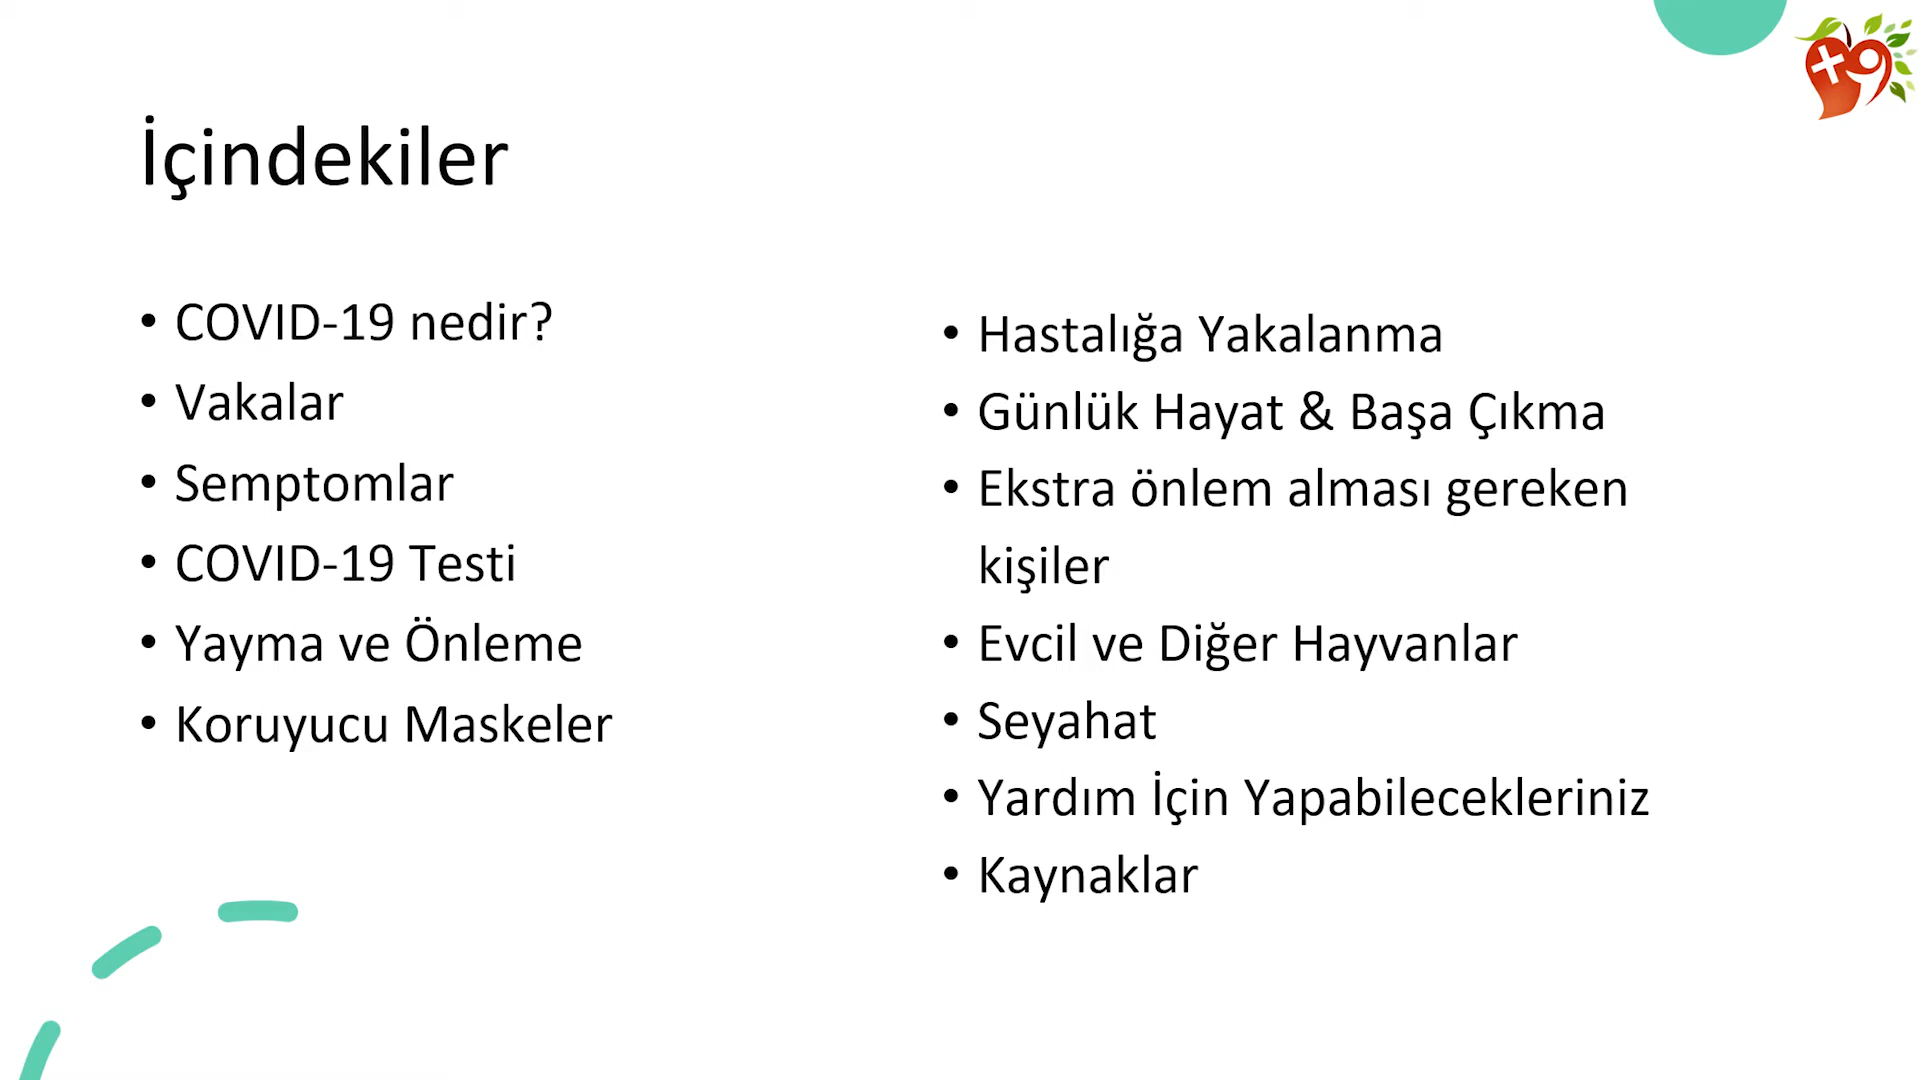 İçindekiler
• COVID-19 nedir?
• Vakalar
• Semptomlar
• COVID-19 Testi
• Yayma ve Önleme
• Koruyucu Maskeler
• Hastalığa Yakalanma
• Günlük Hayat & Başa Çıkma
• Ekstra önlem alması gereken
kişiler
• Evcil ve Diğer Hayvanlar
• Seyahat
• Yardım İçin Yapabilecekleriniz
• Kaynaklar